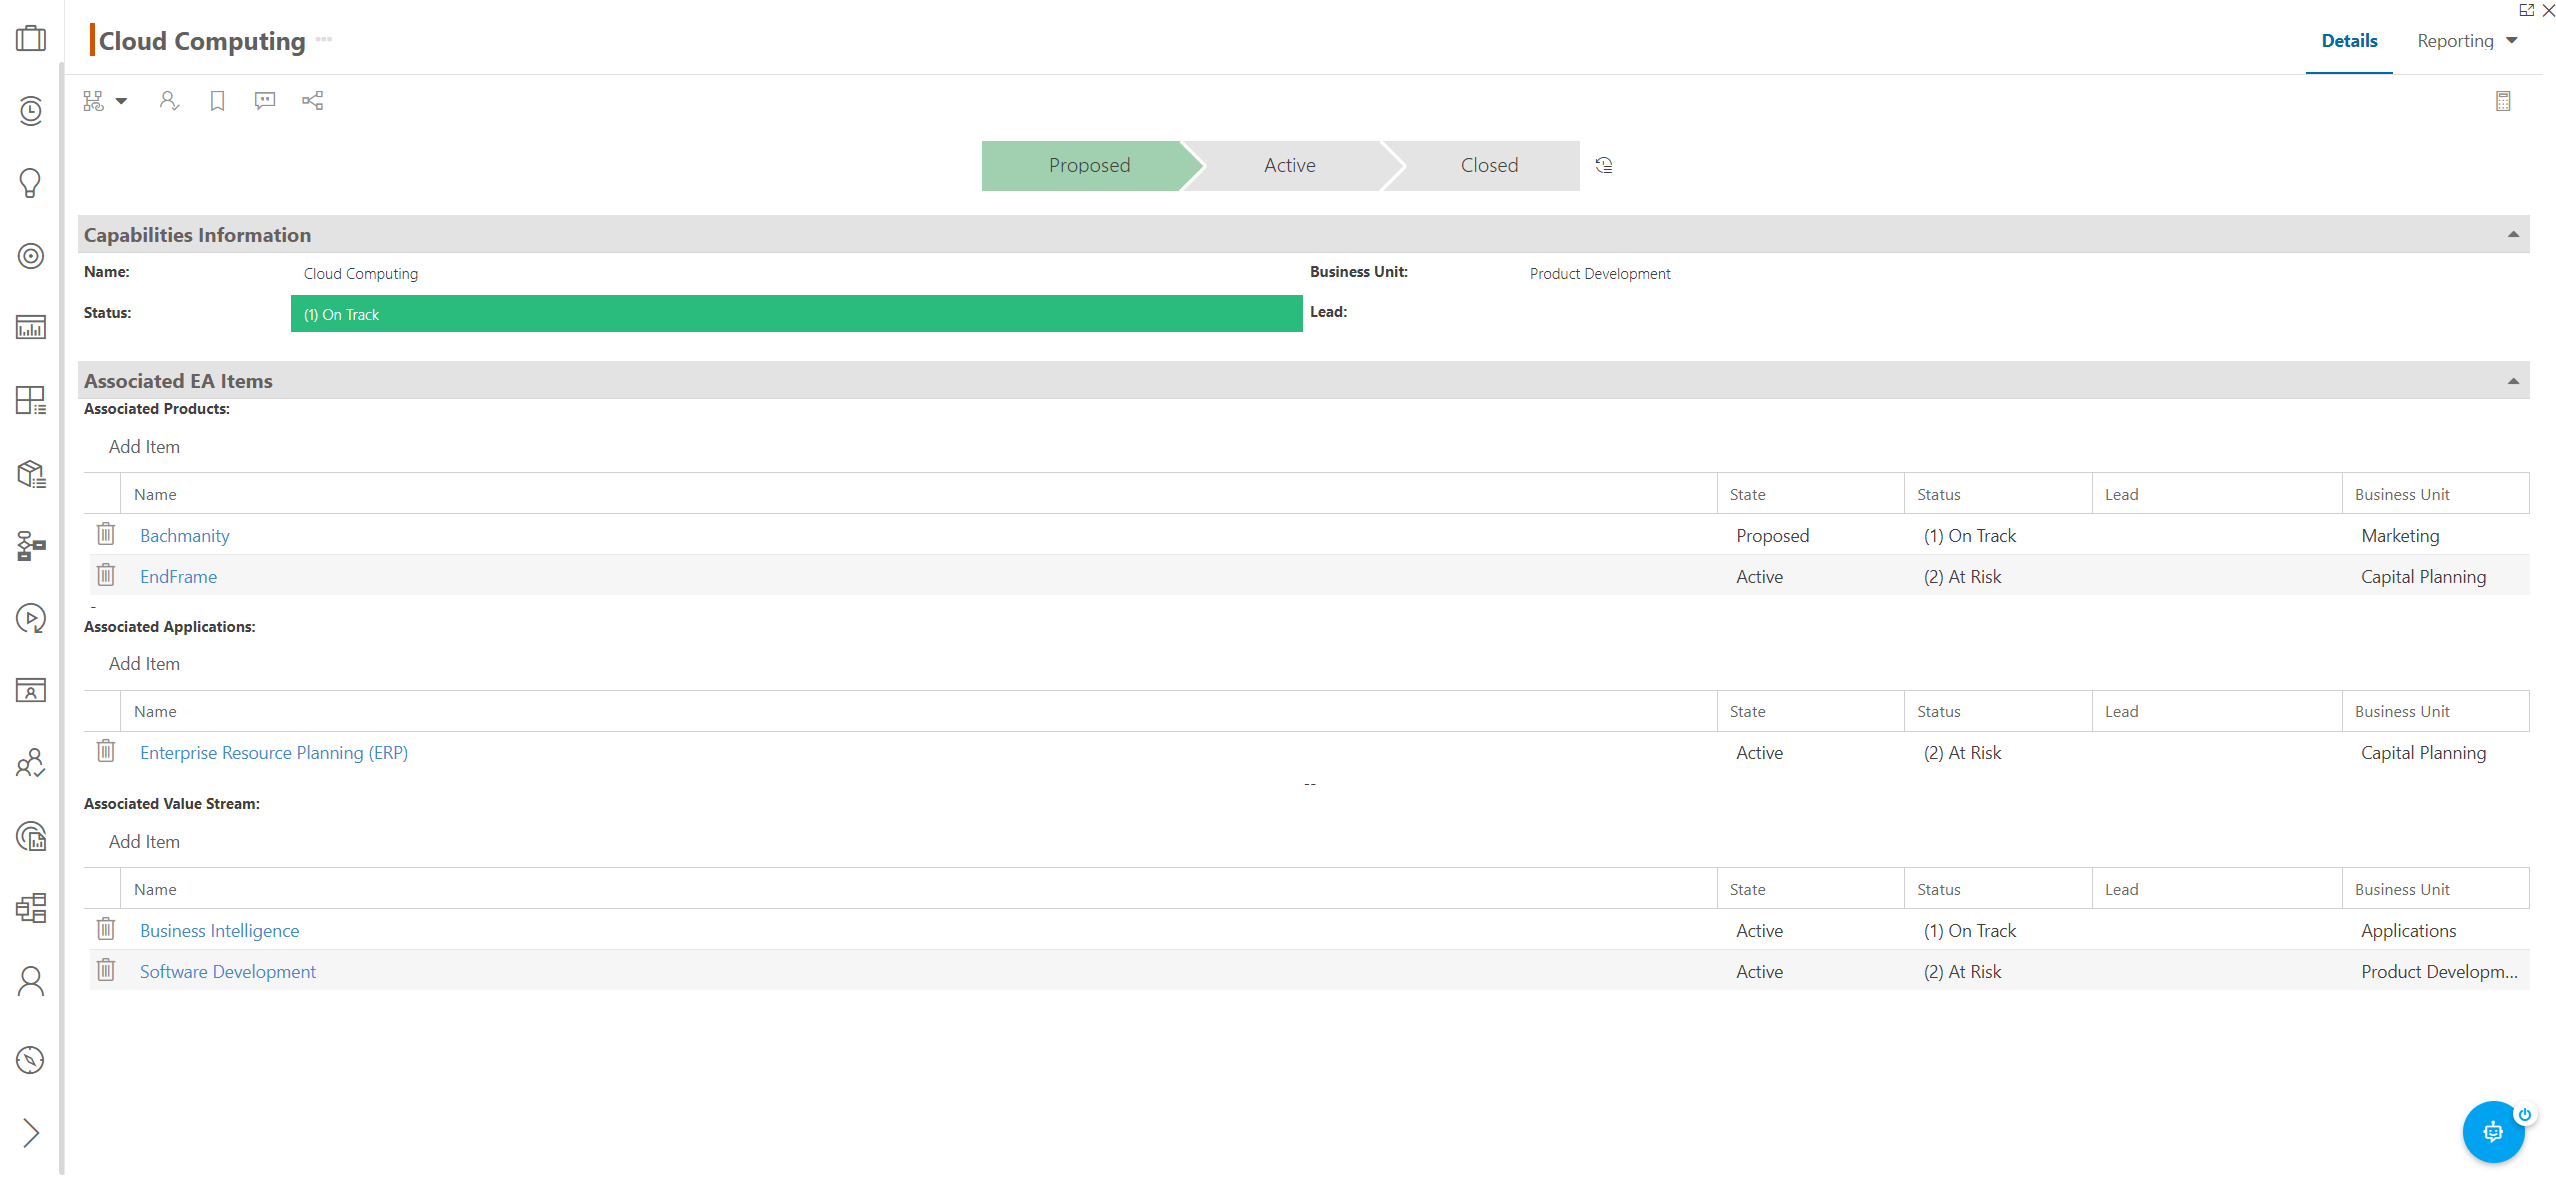 Cloud Computing
Details Reporting
Proposed Active Closed
Capabilities Information
Name: Cloud Computing Business Unit: Product Development
Status: (1) On Track Lead:
Associated EA Items
Associated Products:
Add Item
Name State Status Lead Business Unit
Bachmanity Proposed (1) On Track Marketing
EndFrame Active (2) At Risk Capital Planning
-
Associated Applications:
Add Item
Name State Status Lead Business Unit
Enterprise Resource Planning (ERP) Active (2) At Risk Capital Planning
--
Associated Value Stream:
Add Item
Name State Status Lead Business Unit
Business Intelligence Active (1) On Track Applications
Software Development Active (2) At Risk Product Developm...